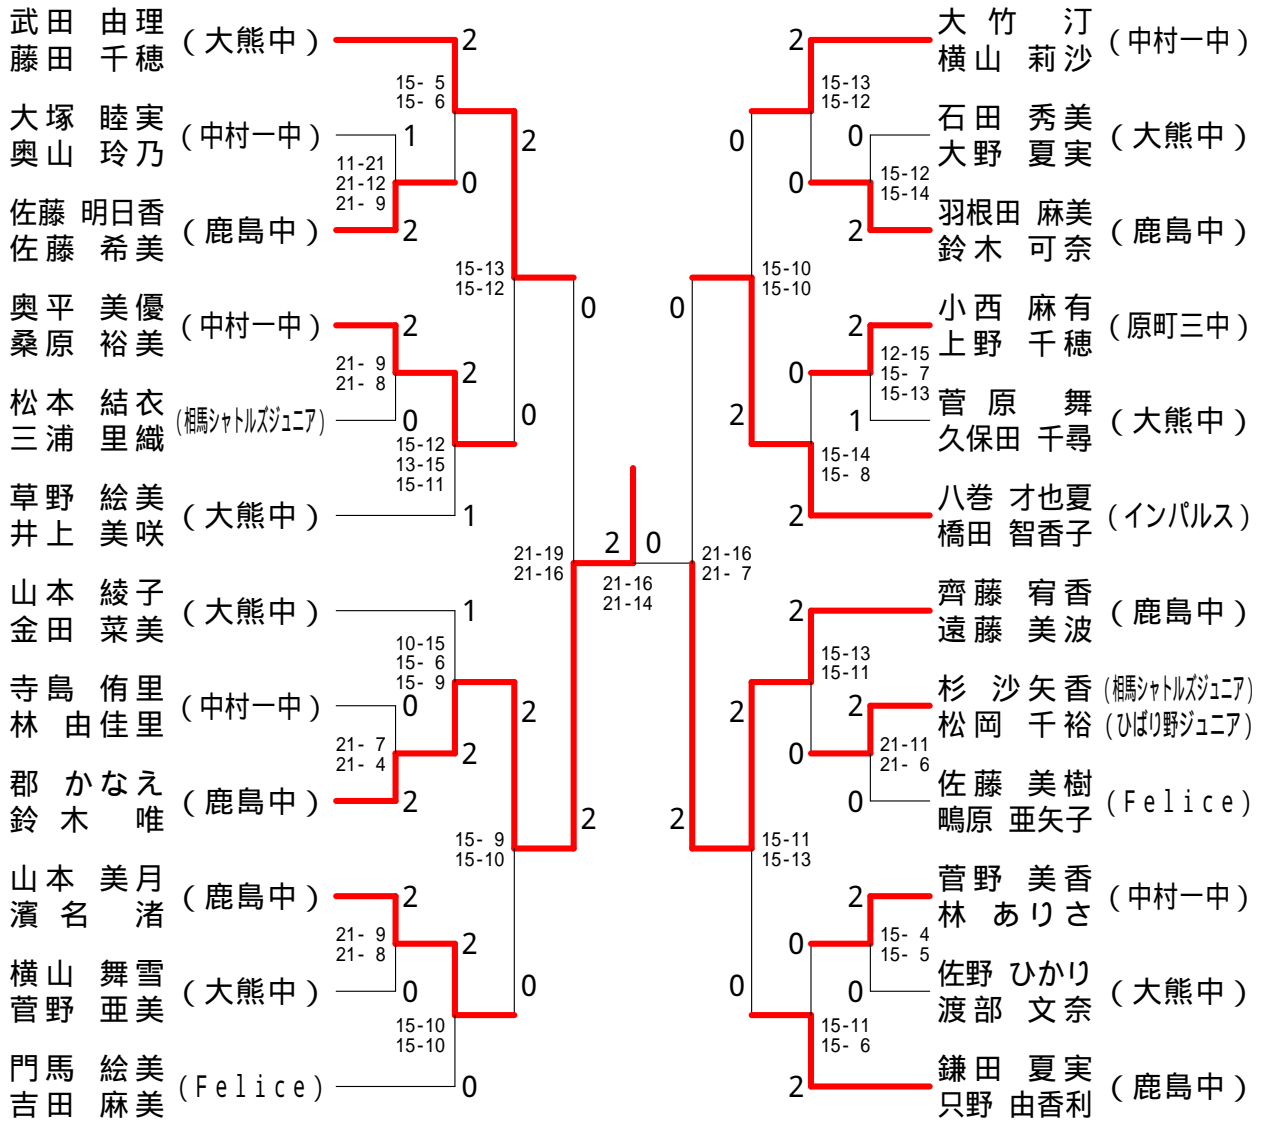 武田 由理
藤田 千穂
(大熊中)
2
15- 5
15- 6
大塚 睦実
奥山 玲乃
(中村一中)
1
2
11-21
21-12
21- 9
0
佐藤 明日香
佐藤 希美
(鹿島中)
2
15-13
15-12
0
奥平 美優
桑原 裕美
(中村一中)
2
21- 9
21- 8
2
松本 結衣
三浦 里織
(相馬シャトルズジュニア)
0
0
15-12
13-15
15-11
草野 絵美
井上 美咲
(大熊中)
1
21-19
21-16
山本 綾子
金田 菜美
(大熊中)
1
10-15
15- 6
15- 9
寺島 侑里
林 由佳里
(中村一中)
0
2
21- 7
21- 4
2
郡 かなえ
鈴木 唯
(鹿島中)
2
2
15- 9
15-10
山本 美月
濱名 渚
(鹿島中)
2
21- 9
21- 8
2
横山 舞雪
菅野 亜美
(大熊中)
0
0
15-10
15-10
門馬 絵美
吉田 麻美
(Felice)
0
2 0
21-16
21-14
2
大竹 汀
横山 莉沙
(中村一中)
15-13
15-12
0
0
石田 秀美
大野 夏実
(大熊中)
15-12
15-14
0
2
羽根田 麻美
鈴木 可奈
(鹿島中)
15-10
15-10
0
2
小西 麻有
上野 千穂
(原町三中)
12-15
15- 7
15-13
0
2
1
菅原 舞
久保田 千尋
(大熊中)
15-14
15- 8
2
八巻 才也夏
橋田 智香子
(インパルス)
21-16
21- 7
2
齊藤 宥香
遠藤 美波
(鹿島中)
15-13
15-11
2
2
杉 沙矢香
松岡 千裕
(相馬シャトルズジュニア)
(ひばり野ジュニア)
21-11
21- 6
0
0
佐藤 美樹
鴫原 亜矢子
(Felice)
2
15-11
15-13
2
菅野 美香
林 ありさ
(中村一中)
15- 4
15- 5
0
0
0
佐野 ひかり
渡部 文奈
(大熊中)
15-11
15- 6
2
鎌田 夏実
只野 由香利
(鹿島中)